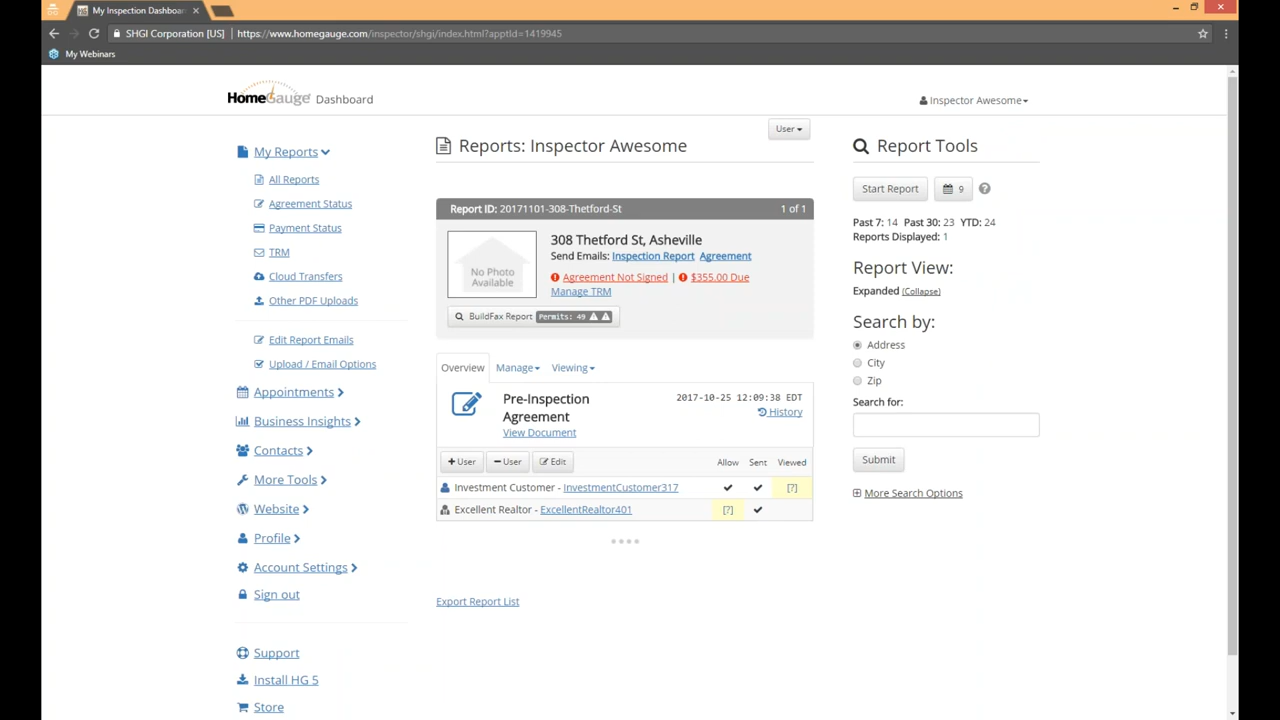 My Inspection Dashboard
SHGI Corporation [US] https://www.homegauge.com/inspector/shgi/index.html?apptId=1419945
My Webinars
HomeGauge Dashboard
Inspector Awesome
User
My Reports
All Reports
Agreement Status
Payment Status
TRM
Cloud Transfers
Other PDF Uploads
Edit Report Emails
Upload / Email Options
Appointments
Business Insights
Contacts
More Tools
Website
Profile
Account Settings
Sign out
Support
Install HG 5
Store
Reports: Inspector Awesome
Report ID: 20171101-308-Thetford-St 1 of 1
No Photo
Available
308 Thetford St, Asheville
Send Emails: Inspection Report Agreement
Agreement Not Signed | $355.00 Due
Manage TRM
BuildFax Report Permits: 49
Overview Manage Viewing
Pre-Inspection
Agreement
View Document
2017-10-25 12:09:38 EDT
History
+ User − User Edit Allow Sent Viewed
Investment Customer - InvestmentCustomer317 [?]
Excellent Realtor - ExcellentRealtor401 [?]
Export Report List
Report Tools
Start Report 9
Past 7: 14 Past 30: 23 YTD: 24
Reports Displayed: 1
Report View:
Expanded (Collapse)
Search by:
Address
City
Zip
Search for:
Submit
More Search Options